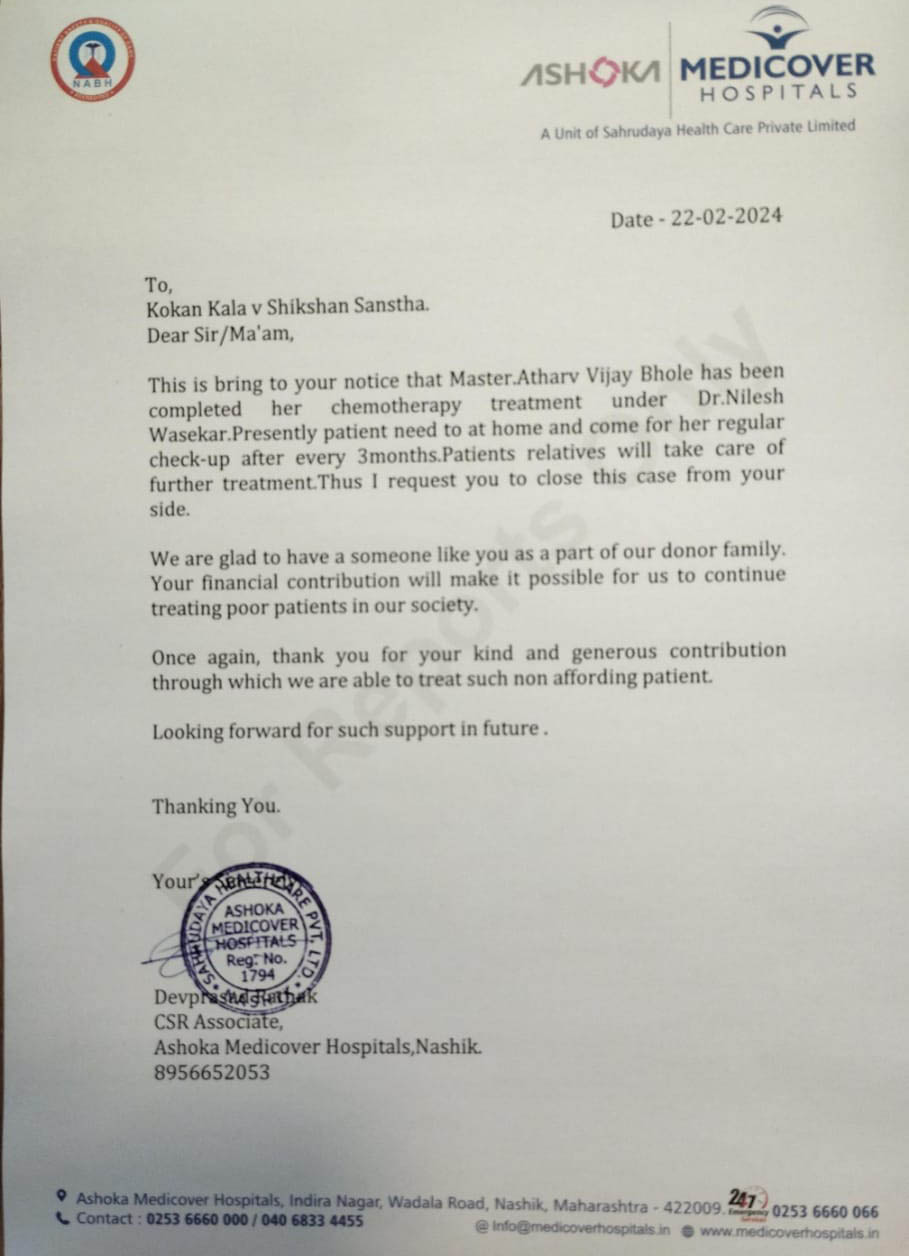 NABH
ASHOKA
MEDICOVER
HOSPITALS
A Unit of Sahrudaya Health Care Private Limited
Date - 22-02-2024
To,
Kokan Kala v Shikshan Sanstha.
Dear Sir/Ma'am,
This is bring to your notice that Master.Atharv Vijay Bhole has been
completed her chemotherapy treatment under Dr.Nilesh
Wasekar.Presently patient need to at home and come for her regular
check-up after every 3months.Patients relatives will take care of
further treatment.Thus I request you to close this case from your
side.
We are glad to have a someone like you as a part of our donor family.
Your financial contribution will make it possible for us to continue
treating poor patients in our society.
Once again, thank you for your kind and generous contribution
through which we are able to treat such non affording patient.
Looking forward for such support in future .
Thanking You.
For Reports Only
Your's
SAHRUDAYA HEALTHCARE PVT. LTD.
ASHOKA
MEDICOVER
HOSPITALS
Reg. No.
1794
NASHIK
Devprasad
CSR Associate,
Ashoka Medicover Hospitals,Nashik.
8956652053
Ashoka Medicover Hospitals, Indira Nagar, Wadala Road, Nashik, Maharashtra - 422009. 247 Emergency Services 0253 6660 066
Contact : 0253 6660 000 / 040 6833 4455 @ Info@medicoverhospitals.in www.medicoverhospitals.in